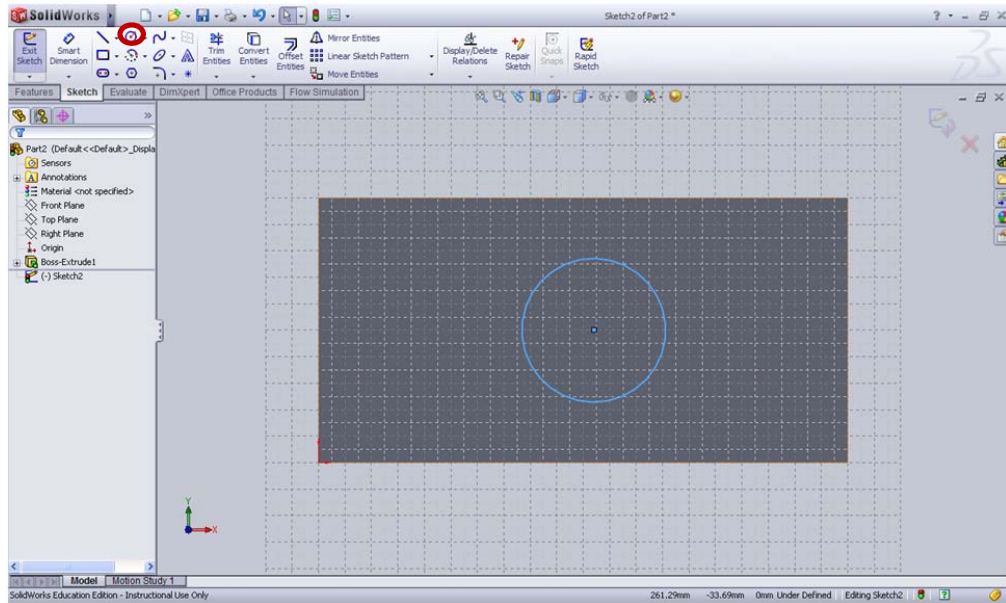 SolidWorks
Sketch2 of Part2 *
Exit Sketch
Smart Dimension
Trim Entities
Convert Entities
Offset Entities
Mirror Entities
Linear Sketch Pattern
Move Entities
Display/Delete Relations
Repair Sketch
Quick Snaps
Rapid Sketch
Features Sketch Evaluate DimXpert Office Products Flow Simulation
Part2 (Default<<Default>_Displa
Sensors
Annotations
Material <not specified>
Front Plane
Top Plane
Right Plane
Origin
Boss-Extrude1
(-) Sketch2
Y
X
Model Motion Study 1
SolidWorks Education Edition - Instructional Use Only
261.29mm -33.69mm 0mm Under Defined Editing Sketch2